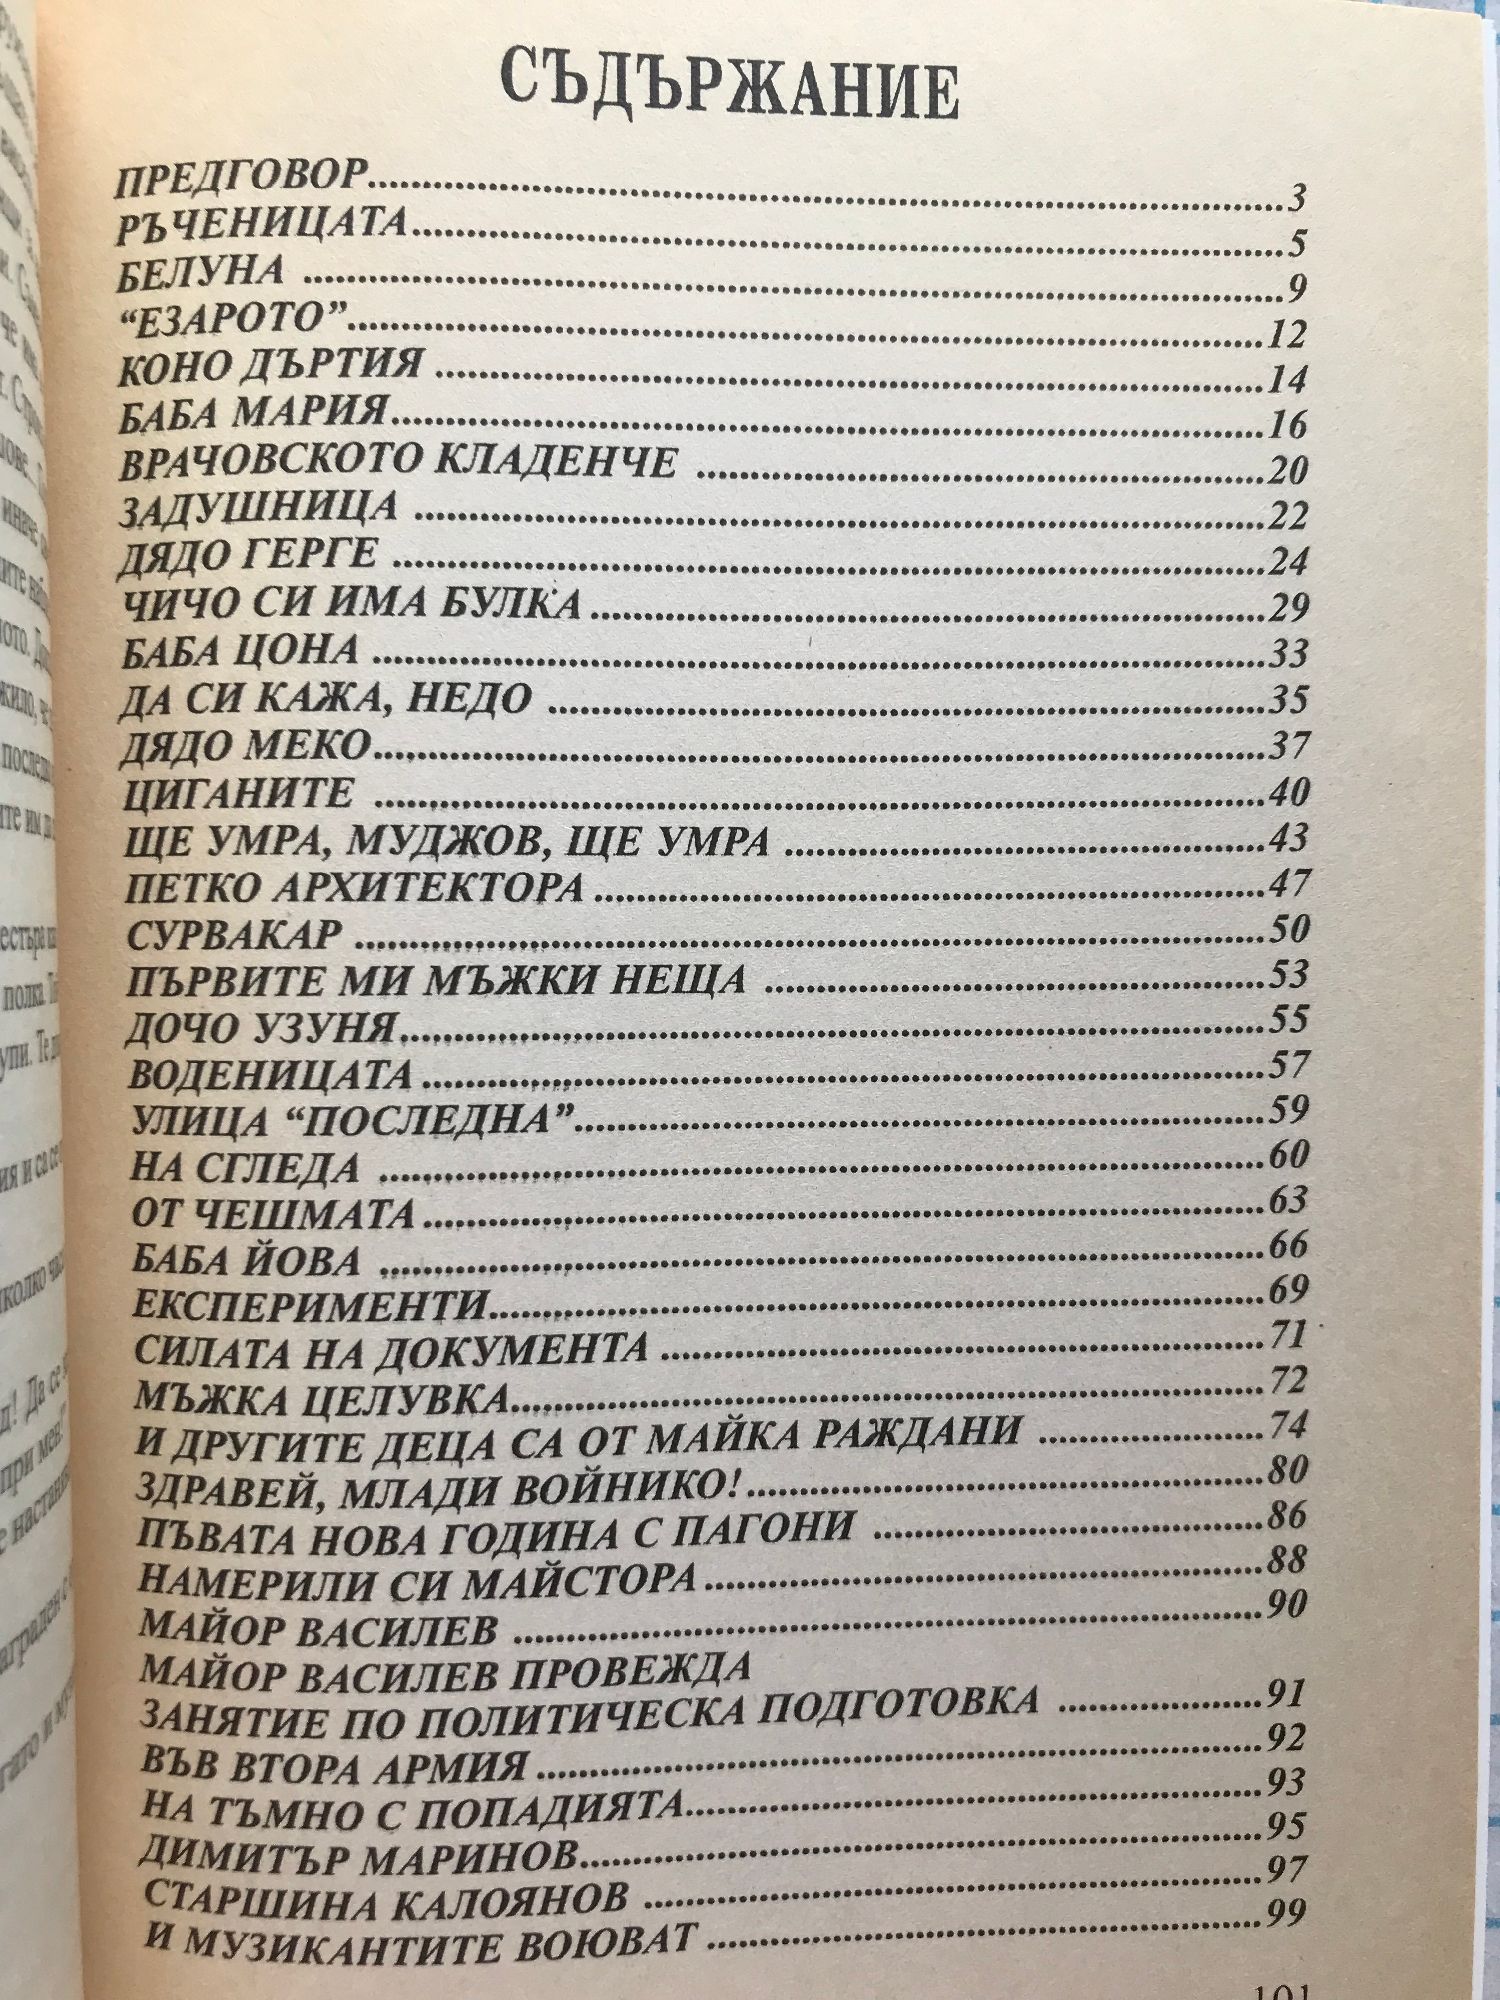 СЪДЪРЖАНИЕ
ПРЕДГОВОР..........3
РЪЧЕНИЦАТА..........5
БЕЛУНА ..........9
“ЕЗАРОТО”..........12
КОНО ДЪРТИЯ ..........14
БАБА МАРИЯ..........16
ВРАЧОВСКОТО КЛАДЕНЧЕ ..........20
ЗАДУШНИЦА ..........22
ДЯДО ГЕРГЕ ..........24
ЧИЧО СИ ИМА БУЛКА..........29
БАБА ЦОНА ..........33
ДА СИ КАЖА, НЕДО ..........35
ДЯДО МЕКО..........37
ЦИГАНИТЕ ..........40
ЩЕ УМРА, МУДЖОВ, ЩЕ УМРА ..........43
ПЕТКО АРХИТЕКТОРА..........47
СУРВАКАР ..........50
ПЪРВИТЕ МИ МЪЖКИ НЕЩА ..........53
ДОЧО УЗУНЯ..........55
ВОДЕНИЦАТА..........57
УЛИЦА “ПОСЛЕДНА”..........59
НА СГЛЕДА ..........60
ОТ ЧЕШМАТА..........63
БАБА ЙОВА ..........66
ЕКСПЕРИМЕНТИ..........69
СИЛАТА НА ДОКУМЕНТА ..........71
МЪЖКА ЦЕЛУВКА..........72
И ДРУГИТЕ ДЕЦА СА ОТ МАЙКА РАЖДАНИ ..........74
ЗДРАВЕЙ, МЛАДИ ВОЙНИКО!..........80
ПЪВАТА НОВА ГОДИНА С ПАГОНИ ..........86
НАМЕРИЛИ СИ МАЙСТОРА..........88
МАЙОР ВАСИЛЕВ ..........90
МАЙОР ВАСИЛЕВ ПРОВЕЖДА
ЗАНЯТИЕ ПО ПОЛИТИЧЕСКА ПОДГОТОВКА ..........91
ВЪВ ВТОРА АРМИЯ..........92
НА ТЪМНО С ПОПАДИЯТА..........93
ДИМИТЪР МАРИНОВ..........95
СТАРШИНА КАЛОЯНОВ ..........97
И МУЗИКАНТИТЕ ВОЮВАТ..........99
101